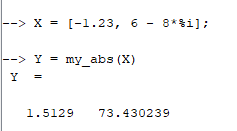 --> X = [-1.23, 6 - 8*%i];
--> Y = my_abs(X)
Y =
1.5129 73.430239